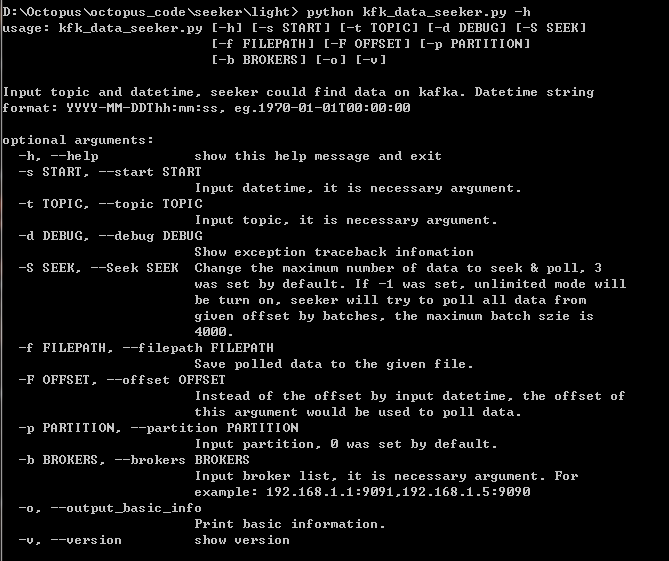 D:\Octopus\octopus_code\seeker\light> python kfk_data_seeker.py -h
usage: kfk_data_seeker.py [-h] [-s START] [-t TOPIC] [-d DEBUG] [-S SEEK]
[-f FILEPATH] [-F OFFSET] [-p PARTITION]
[-b BROKERS] [-o] [-v]
Input topic and datetime, seeker could find data on kafka. Datetime string
format: YYYY-MM-DDThh:mm:ss, eg.1970-01-01T00:00:00
optional arguments:
-h, --help show this help message and exit
-s START, --start START
Input datetime, it is necessary argument.
-t TOPIC, --topic TOPIC
Input topic, it is necessary argument.
-d DEBUG, --debug DEBUG
Show exception traceback infomation
-S SEEK, --Seek SEEK Change the maximum number of data to seek & poll, 3
was set by default. If -1 was set, unlimited mode will
be turn on, seeker will try to poll all data from
given offset by batches, the maximum batch szie is
4000.
-f FILEPATH, --filepath FILEPATH
Save polled data to the given file.
-F OFFSET, --offset OFFSET
Instead of the offset by input datetime, the offset of
this argument would be used to poll data.
-p PARTITION, --partition PARTITION
Input partition, 0 was set by default.
-b BROKERS, --brokers BROKERS
Input broker list, it is necessary argument. For
example: 192.168.1.1:9091,192.168.1.5:9090
-o, --output_basic_info
Print basic information.
-v, --version show version